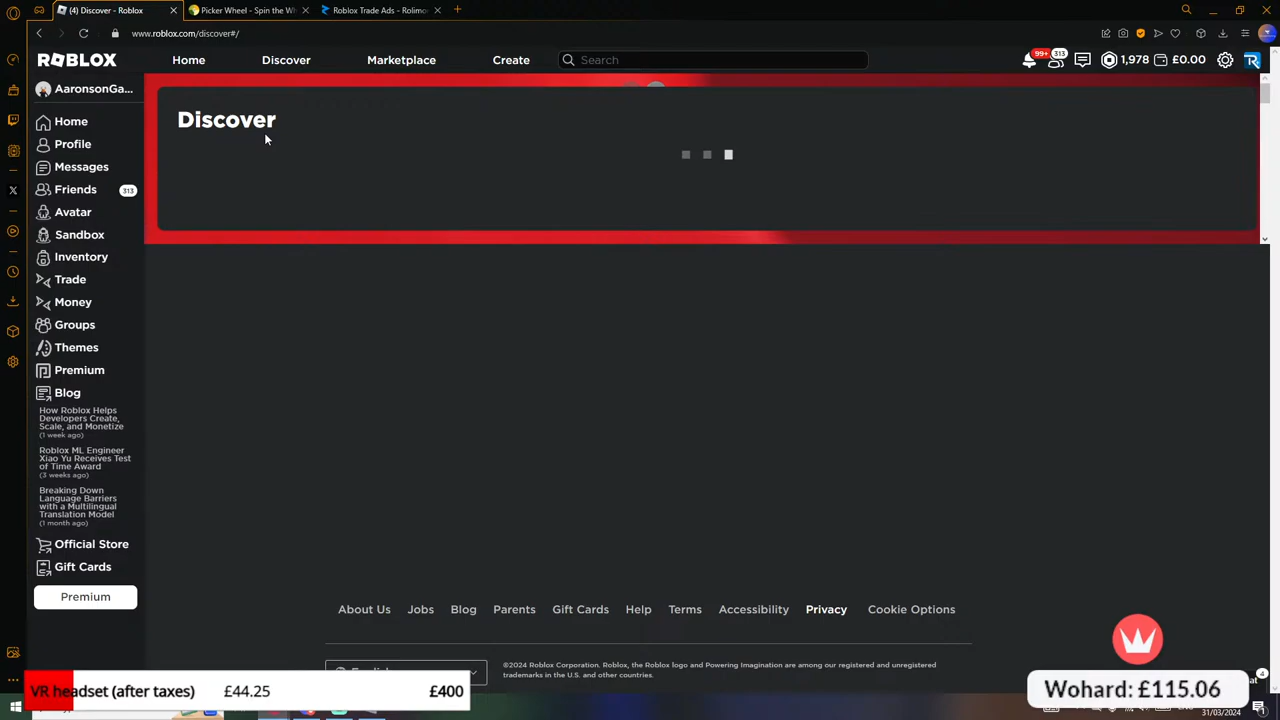 (4) Discover - Roblox
Picker Wheel - Spin the Wh
Roblox Trade Ads - Rolimo
www.roblox.com/discover#/
ROBLOX
Home
Discover
Marketplace
Create
Search
99+
313
1,978
£0.00
AaronsonGa...
Home
Profile
Messages
Friends
313
Avatar
Sandbox
Inventory
Trade
Money
Groups
Themes
Premium
Blog
How Roblox Helps
Developers Create,
Scale, and Monetize
(1 week ago)
Roblox ML Engineer
Xiao Yu Receives Test
of Time Award
(3 weeks ago)
Breaking Down
Language Barriers
with a Multilingual
Translation Model
(1 month ago)
Official Store
Gift Cards
Premium
Discover
About Us
Jobs
Blog
Parents
Gift Cards
Help
Terms
Accessibility
Privacy
Cookie Options
©2024 Roblox Corporation. Roblox, the Roblox logo and Powering Imagination are among our registered and unregistered
trademarks in the U.S. and other countries.
VR headset (after taxes)
£44.25
£400
Wohard: £115.06
4
31/03/2024
1